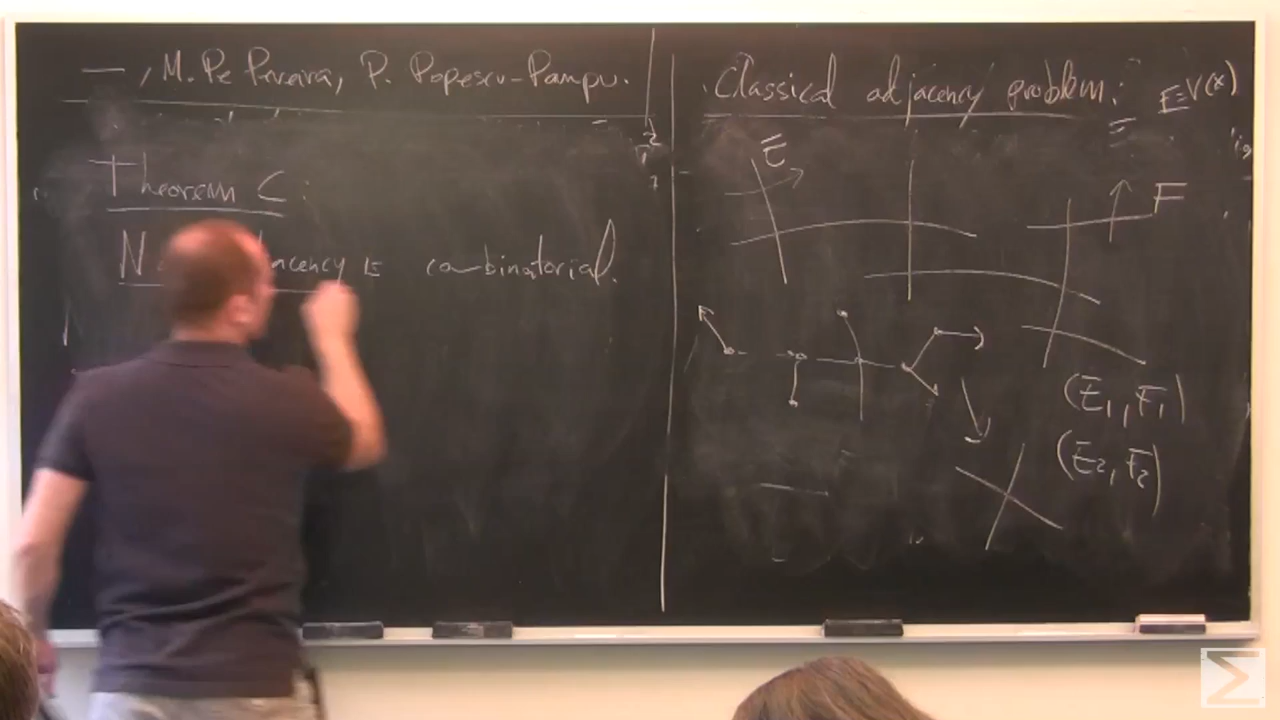 —, M. Pe Pereira, P. Popescu-Pampu.
Theorem C:
is combinatorial.
Classical adjacency problem:
E=V(x)
E
F
(E1, F1)
(E2, F2)
Σ